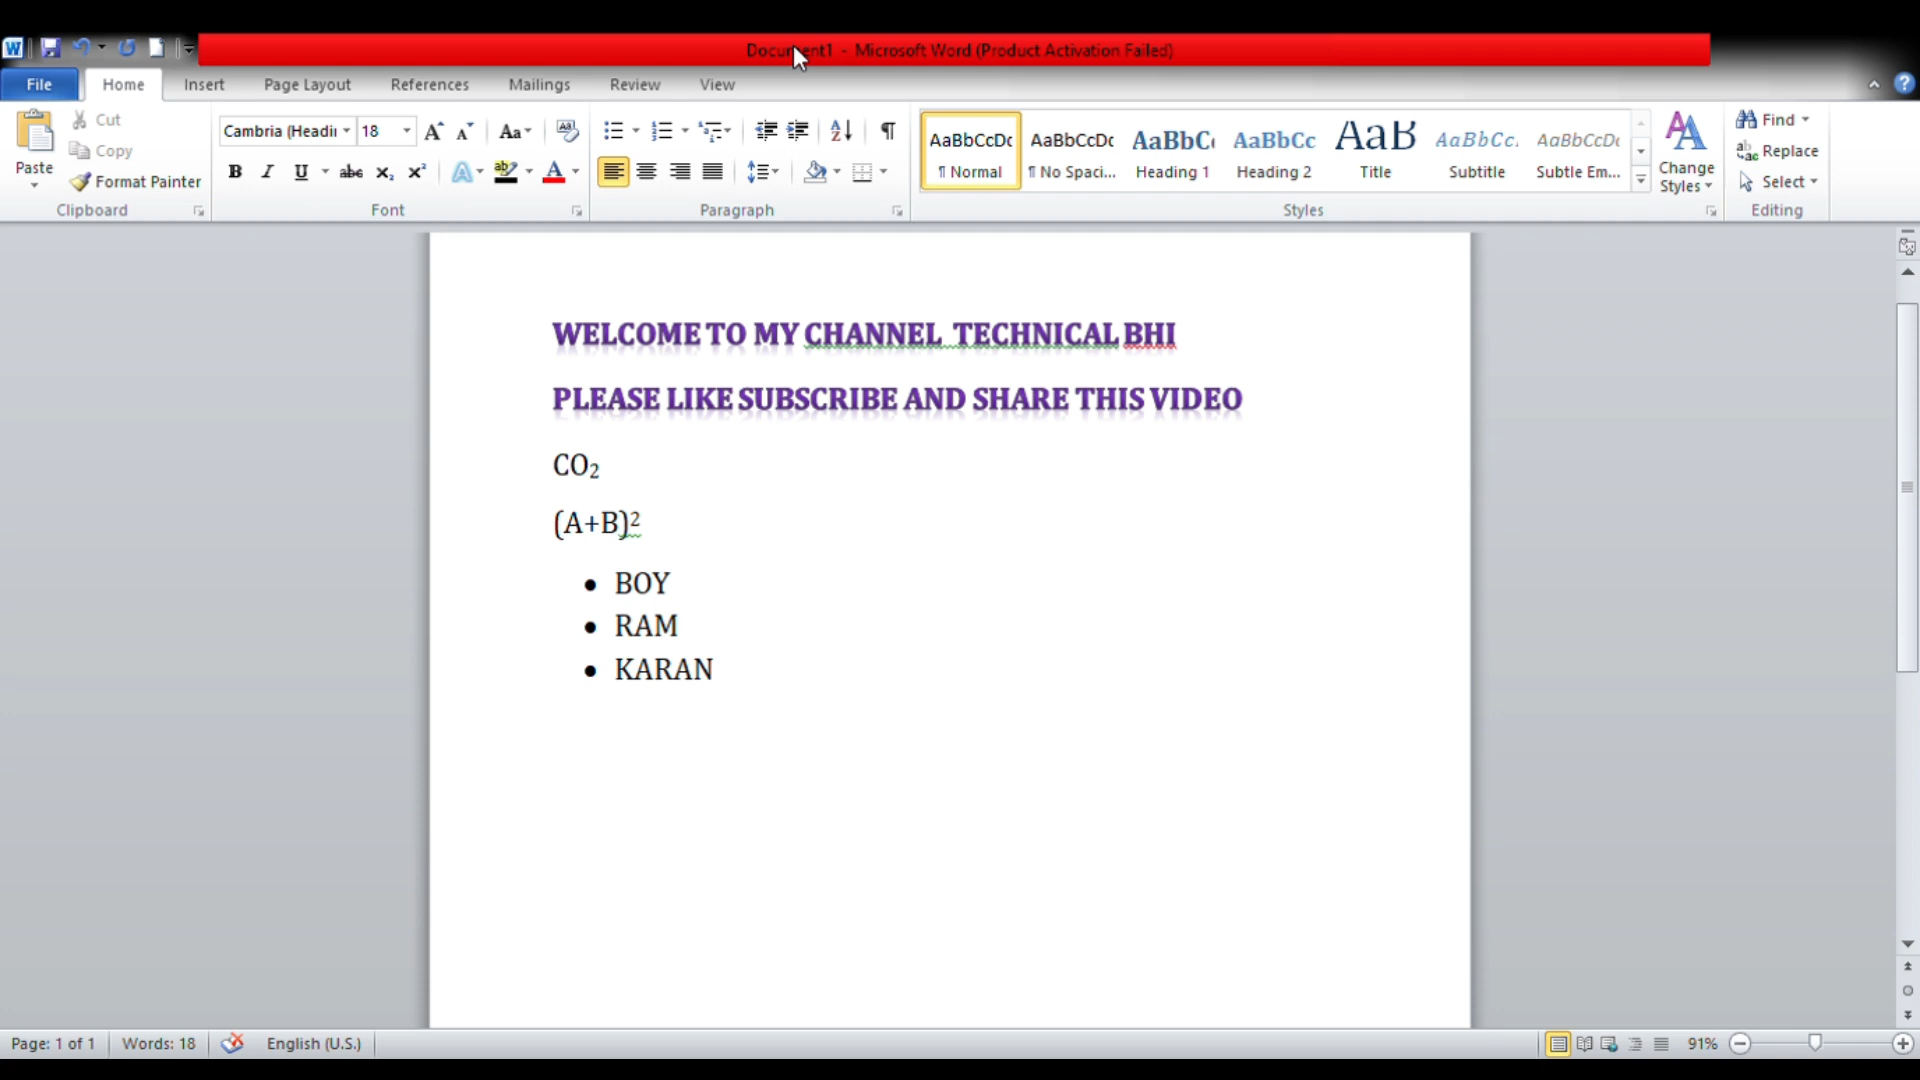 Document1 - Microsoft Word (Product Activation Failed)
File Home Insert Page Layout References Mailings Review View
Paste
Cut
Copy
Format Painter
Clipboard
Cambria (Headi 18
Font
Paragraph
AaBbCcDc AaBbCcDc AaBbC AaBbCc AaB AaBbCc. AaBbCcDc
¶ Normal ¶ No Spaci... Heading 1 Heading 2 Title Subtitle Subtle Em...
Change Styles
Styles
Find
Replace
Select
Editing
WELCOME TO MY CHANNEL TECHNICAL BHI
PLEASE LIKE SUBSCRIBE AND SHARE THIS VIDEO
CO₂
(A+B)²
• BOY
• RAM
• KARAN
Page: 1 of 1 Words: 18 English (U.S.) 91%